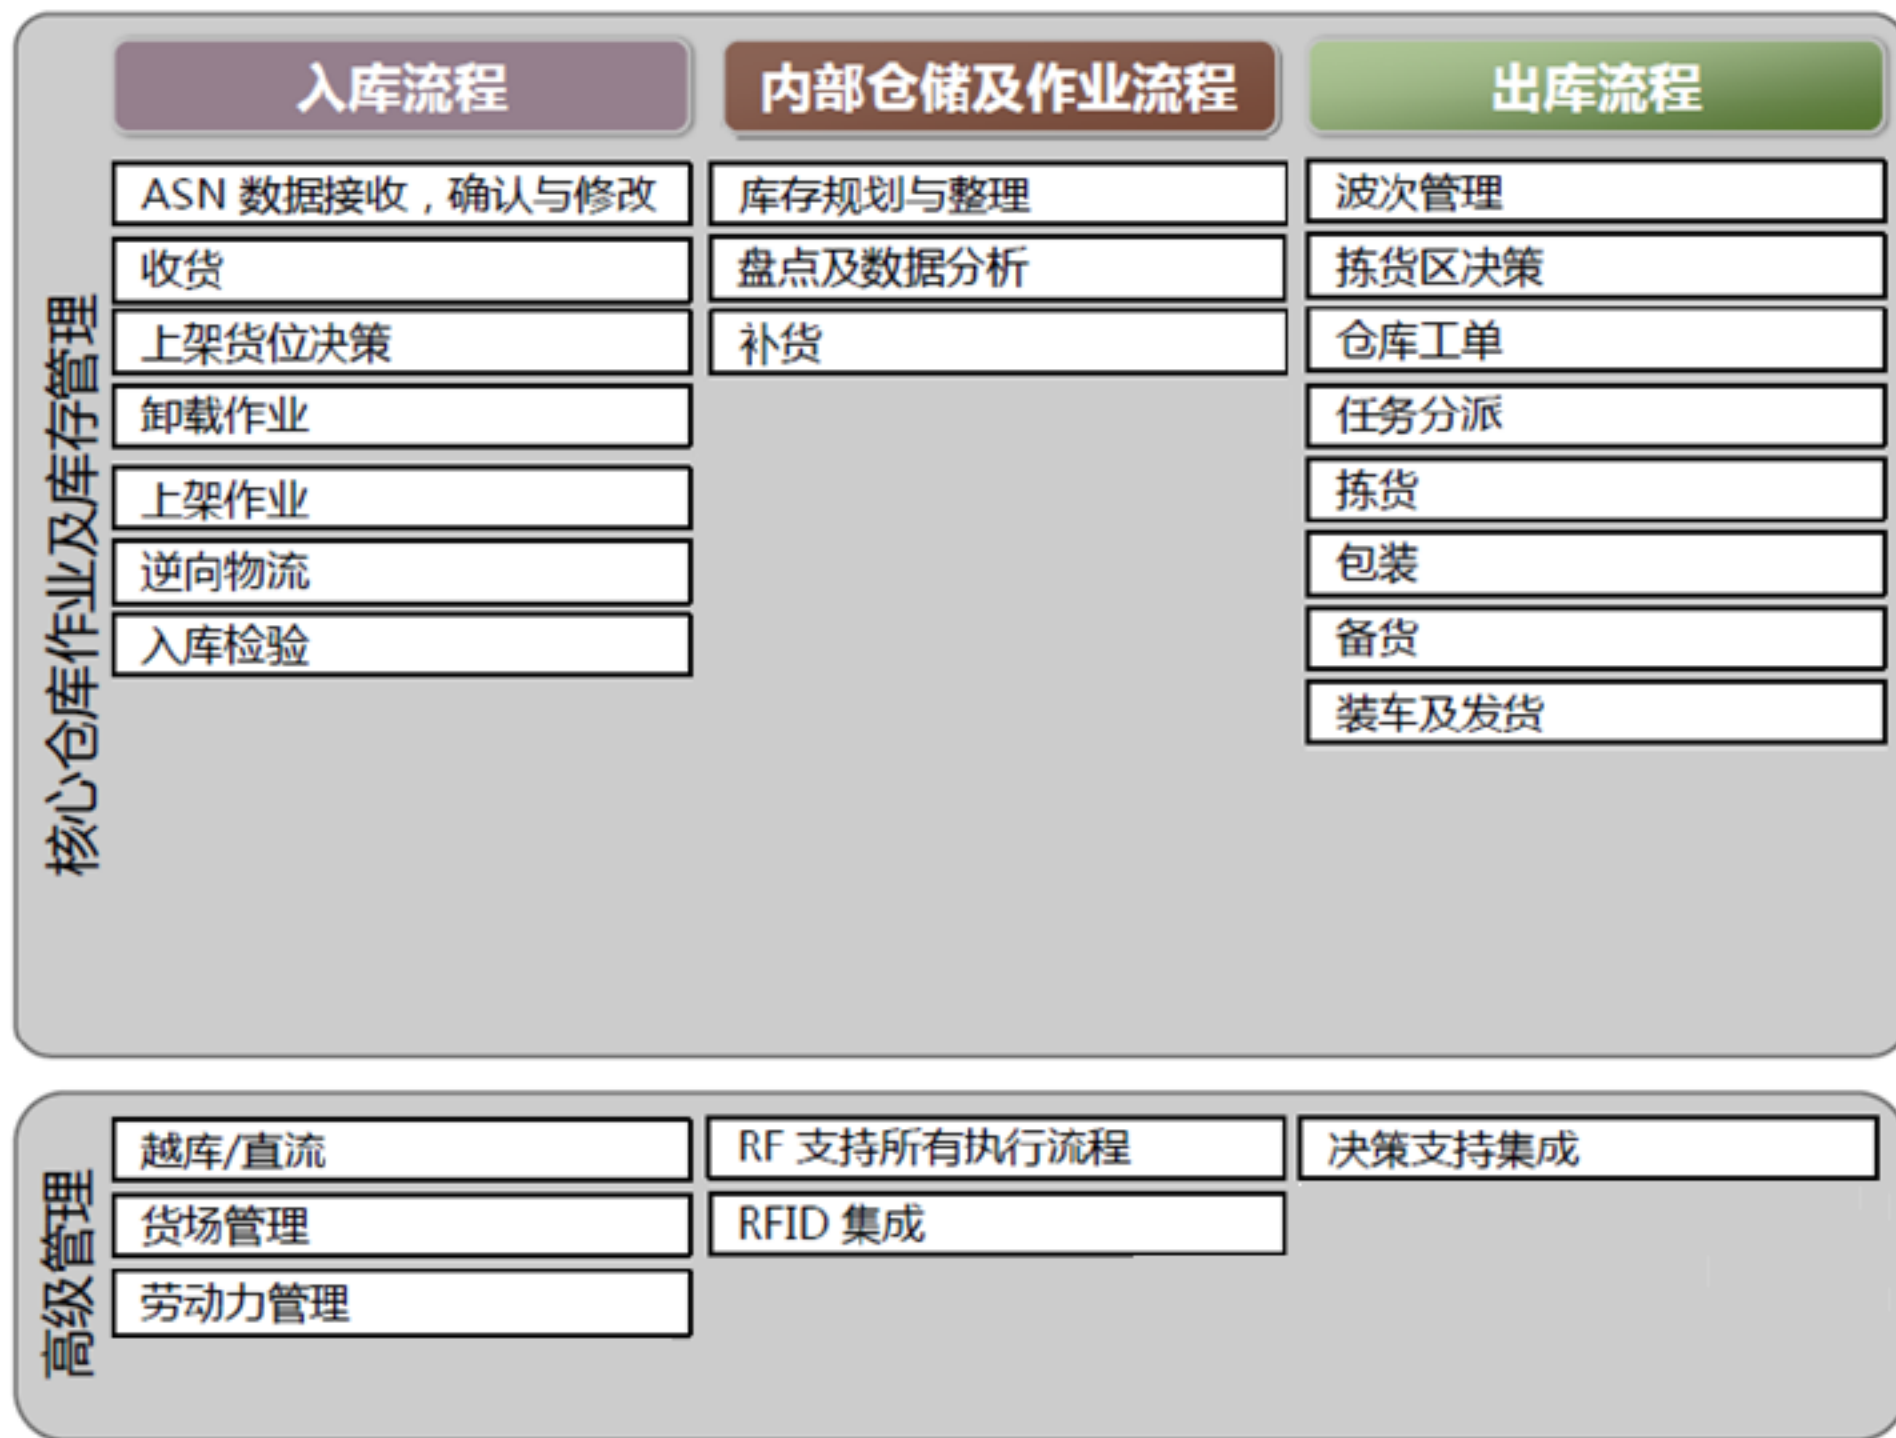 核心仓库作业及库存管理
入库流程
ASN 数据接收，确认与修改
收货
上架货位决策
卸载作业
上架作业
逆向物流
入库检验
内部仓储及作业流程
库存规划与整理
盘点及数据分析
补货
出库流程
波次管理
拣货区决策
仓库工单
任务分派
拣货
包装
备货
装车及发货
高级管理
越库/直流
货场管理
劳动力管理
RF 支持所有执行流程
RFID 集成
决策支持集成